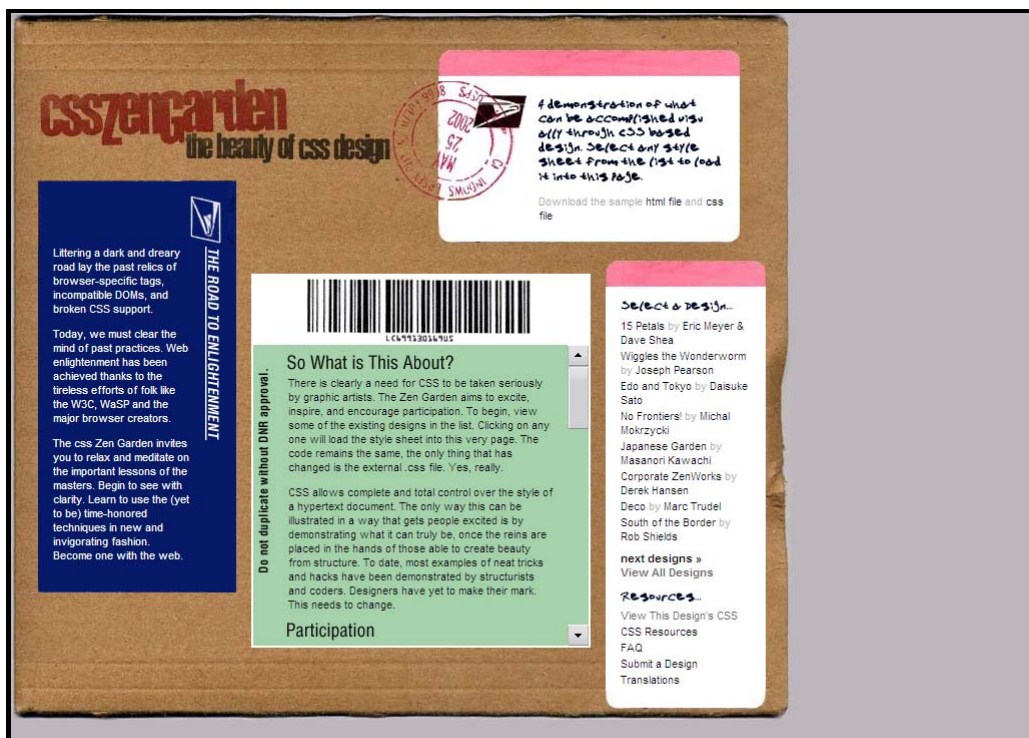 csszengarden
the beauty of css design
A demonstration of what
can be accomplished visu
ally through CSS based
design. Select any style
sheet from the list to load
it into this page.
Download the sample html file and css
file
MAY
25
2002
USPS
THE ROAD TO ENLIGHTENMENT
Littering a dark and dreary
road lay the past relics of
browser-specific tags,
incompatible DOMs, and
broken CSS support.
Today, we must clear the
mind of past practices. Web
enlightenment has been
achieved thanks to the
tireless efforts of folk like
the W3C, WaSP and the
major browser creators.
The css Zen Garden invites
you to relax and meditate on
the important lessons of the
masters. Begin to see with
clarity. Learn to use the (yet
to be) time-honored
techniques in new and
invigorating fashion.
Become one with the web.
Do not duplicate without DNR approval.
So What is This About?
There is clearly a need for CSS to be taken seriously
by graphic artists. The Zen Garden aims to excite,
inspire, and encourage participation. To begin, view
some of the existing designs in the list. Clicking on any
one will load the style sheet into this very page. The
code remains the same, the only thing that has
changed is the external .css file. Yes, really.
CSS allows complete and total control over the style of
a hypertext document. The only way this can be
illustrated in a way that gets people excited is by
demonstrating what it can truly be, once the reins are
placed in the hands of those able to create beauty
from structure. To date, most examples of neat tricks
and hacks have been demonstrated by structurists
and coders. Designers have yet to make their mark.
This needs to change.
Participation
Select a Design...
15 Petals by Eric Meyer &
Dave Shea
Wiggles the Wonderworm
by Joseph Pearson
Edo and Tokyo by Daisuke
Sato
No Frontiers! by Michal
Mokrzycki
Japanese Garden by
Masanori Kawachi
Corporate ZenWorks by
Derek Hansen
Deco by Marc Trudel
South of the Border by
Rob Shields
next designs »
View All Designs
Resources...
View This Design's CSS
CSS Resources
FAQ
Submit a Design
Translations